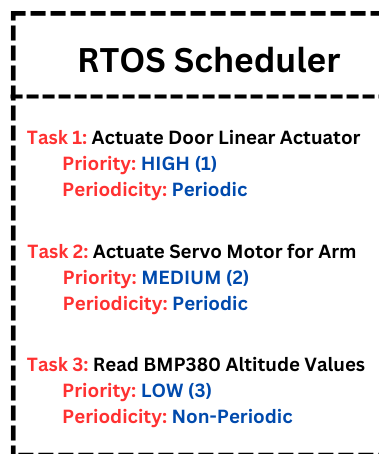 RTOS Scheduler
Task 1: Actuate Door Linear Actuator
Priority: HIGH (1)
Periodicity: Periodic
Task 2: Actuate Servo Motor for Arm
Priority: MEDIUM (2)
Periodicity: Periodic
Task 3: Read BMP380 Altitude Values
Priority: LOW (3)
Periodicity: Non-Periodic